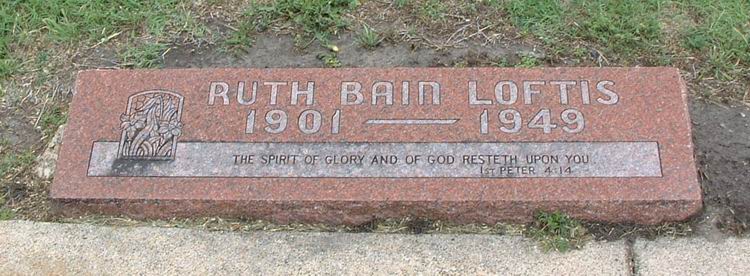 RUTH BAIN LOFTIS
1901 — 1949
THE SPIRIT OF GLORY AND OF GOD RESTETH UPON YOU
1ST PETER 4:14